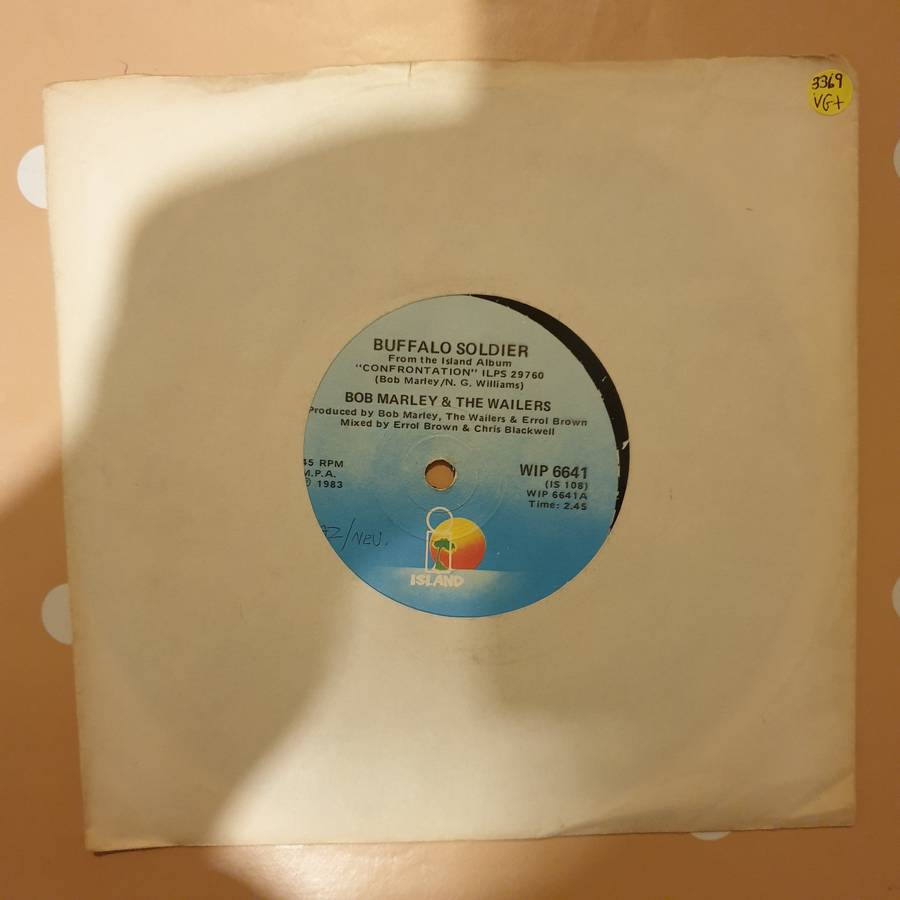 3369
VG+
BUFFALO SOLDIER
From the Island Album
"CONFRONTATION" ILPS 29760
(Bob Marley/N. G. Williams)
BOB MARLEY & THE WAILERS
Produced by Bob Marley, The Wailers & Errol Brown
Mixed by Errol Brown & Chris Blackwell
45 RPM
M.P.A.
℗ 1983
WIP 6641
(IS 108)
WIP 6641A
Time: 2.45
/NEU.
ISLAND